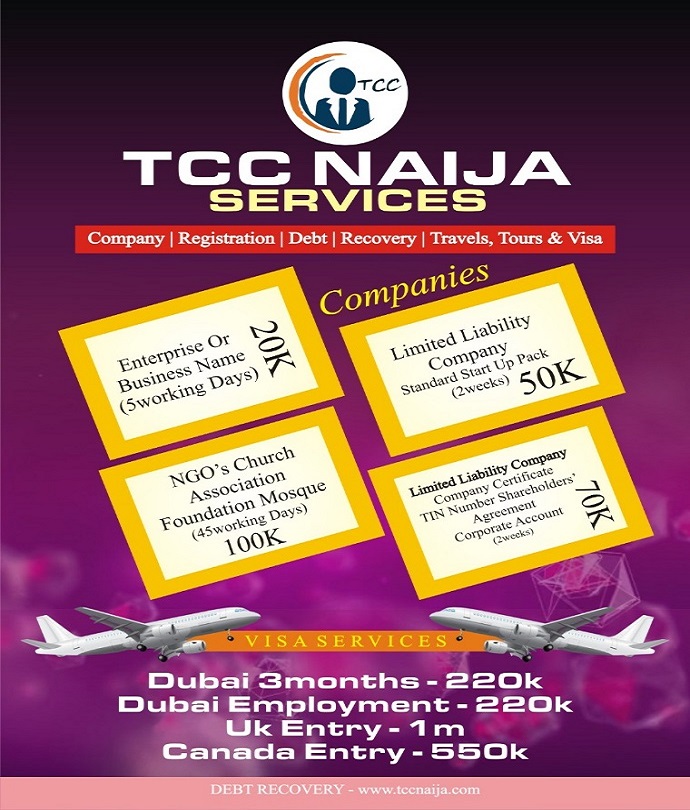 TCC
TCC NAIJA
SERVICES
Company | Registration | Debt | Recovery | Travels, Tours & Visa
Companies
Enterprise Or
Business Name
(5working Days)
20K
Limited Liability
Company
Standard Start Up Pack
(2weeks)
50K
NGO's Church
Association
Foundation Mosque
(45working Days)
100K
Limited Liability Company
Company Certificate
TIN Number Shareholders'
Agreement
Corporate Account
(2weeks)
70K
VISA SERVICES
Dubai 3months - 220k
Dubai Employment - 220k
Uk Entry - 1m
Canada Entry - 550k
DEBT RECOVERY - www.tccnaija.com